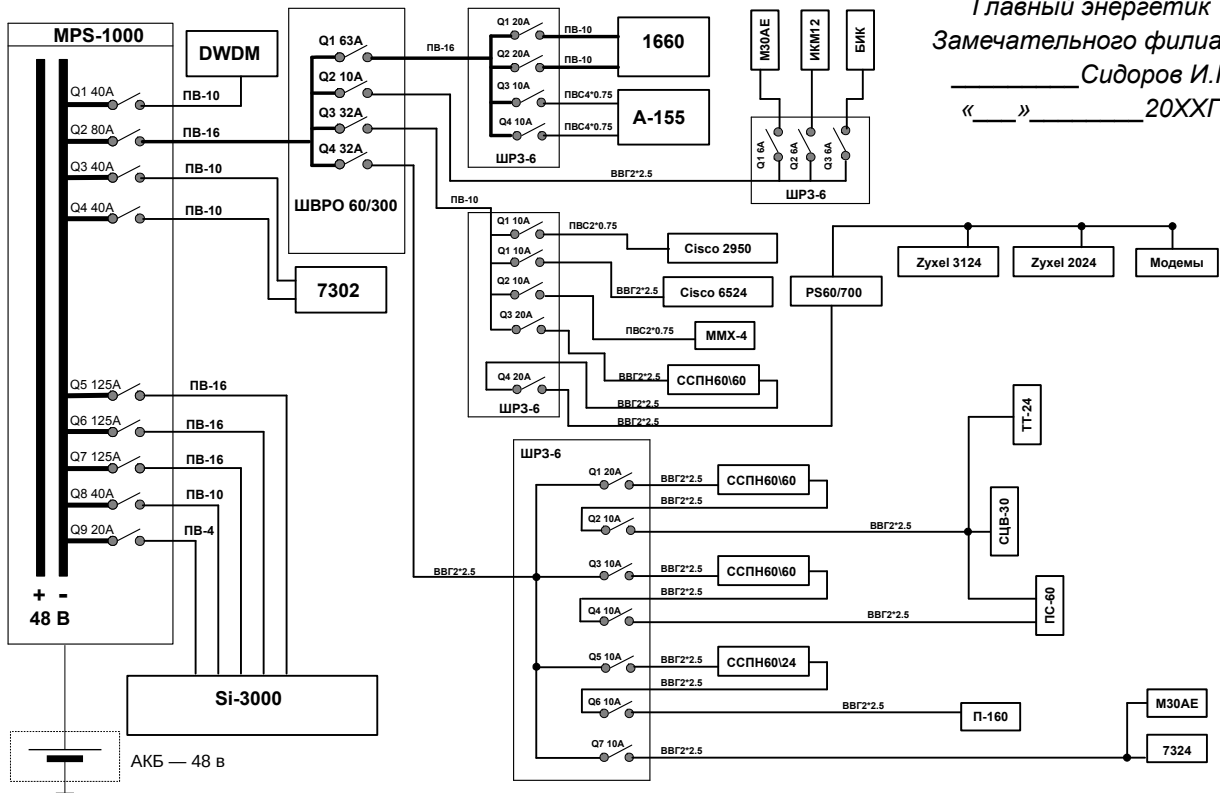 Главный энергетик
Замечательного филиа
Сидоров И.
« » 20ХХГ
MPS-1000
Q1 40A
ПВ-10
Q2 80A
ПВ-16
Q3 40A
ПВ-10
Q4 40A
ПВ-10
Q5 125A
ПВ-16
Q6 125A
ПВ-16
Q7 125A
ПВ-16
Q8 40A
ПВ-10
Q9 20A
ПВ-4
+ -
48 В
АКБ — 48 в
Si-3000
DWDM
7302
Q1 63A
Q2 10A
Q3 32A
Q4 32A
ШВРО 60/300
ПВ-16
Q1 20A
ПВ-10
Q2 20A
ПВ-10
Q3 10A
ПВС4*0.75
Q4 10A
ПВС4*0.75
ШРЗ-6
1660
А-155
ВВГ2*2.5
М30АЕ
ИКМ12
БИК
Q1 6A
Q2 6A
Q3 6A
ШРЗ-6
ПВ-10
Q1 10A
ПВС2*0.75
Cisco 2950
Q1 10A
ВВГ2*2.5
Cisco 6524
Q2 10A
ПВС2*0.75
ММХ-4
Q3 20A
ВВГ2*2.5
ССПН60\60
Q4 20A
ВВГ2*2.5
ВВГ2*2.5
ШРЗ-6
PS60/700
Zyxel 3124
Zyxel 2024
Модемы
ВВГ2*2.5
ШРЗ-6
Q1 20A
ВВГ2*2.5
ССПН60\60
ВВГ2*2.5
Q2 10A
ВВГ2*2.5
Q3 10A
ВВГ2*2.5
ССПН60\60
ВВГ2*2.5
Q4 10A
ВВГ2*2.5
Q5 10A
ВВГ2*2.5
ССПН60\24
ВВГ2*2.5
Q6 10A
ВВГ2*2.5
П-160
Q7 10A
ВВГ2*2.5
ТТ-24
СЦВ-30
ПС-60
М30АЕ
7324